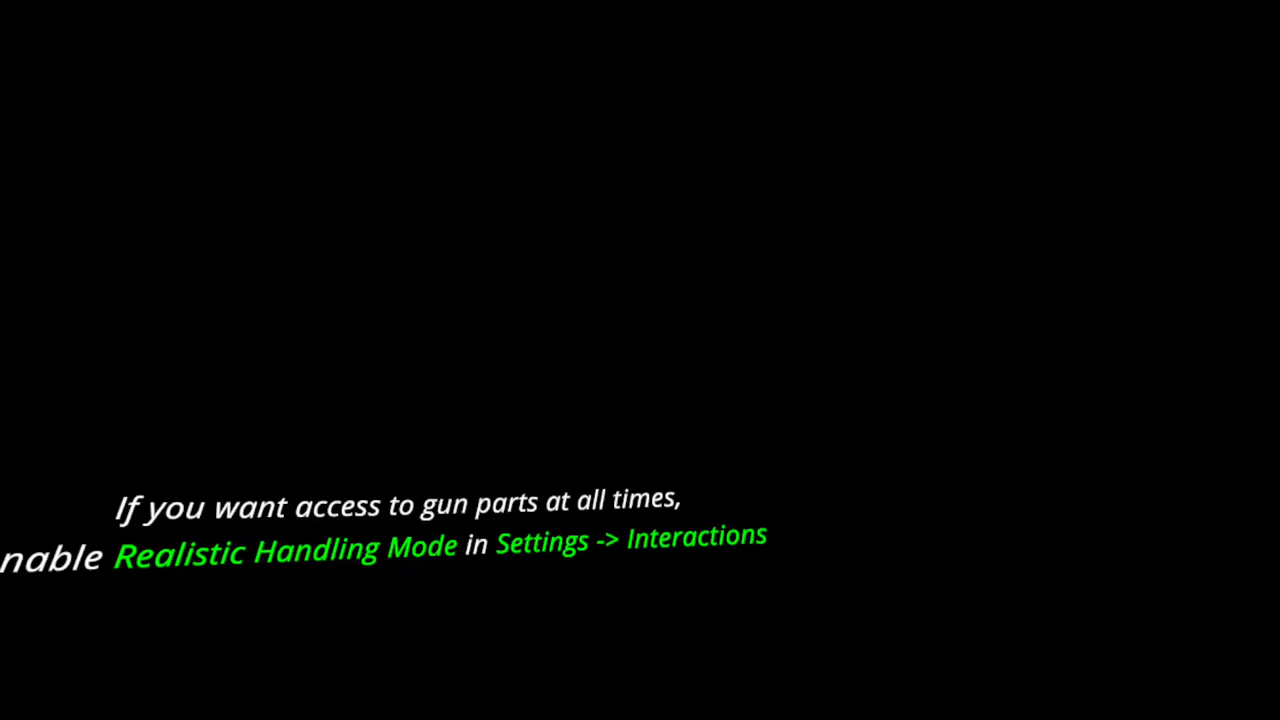 If you want access to gun parts at all times,
nable Realistic Handling Mode in Settings -> Interactions